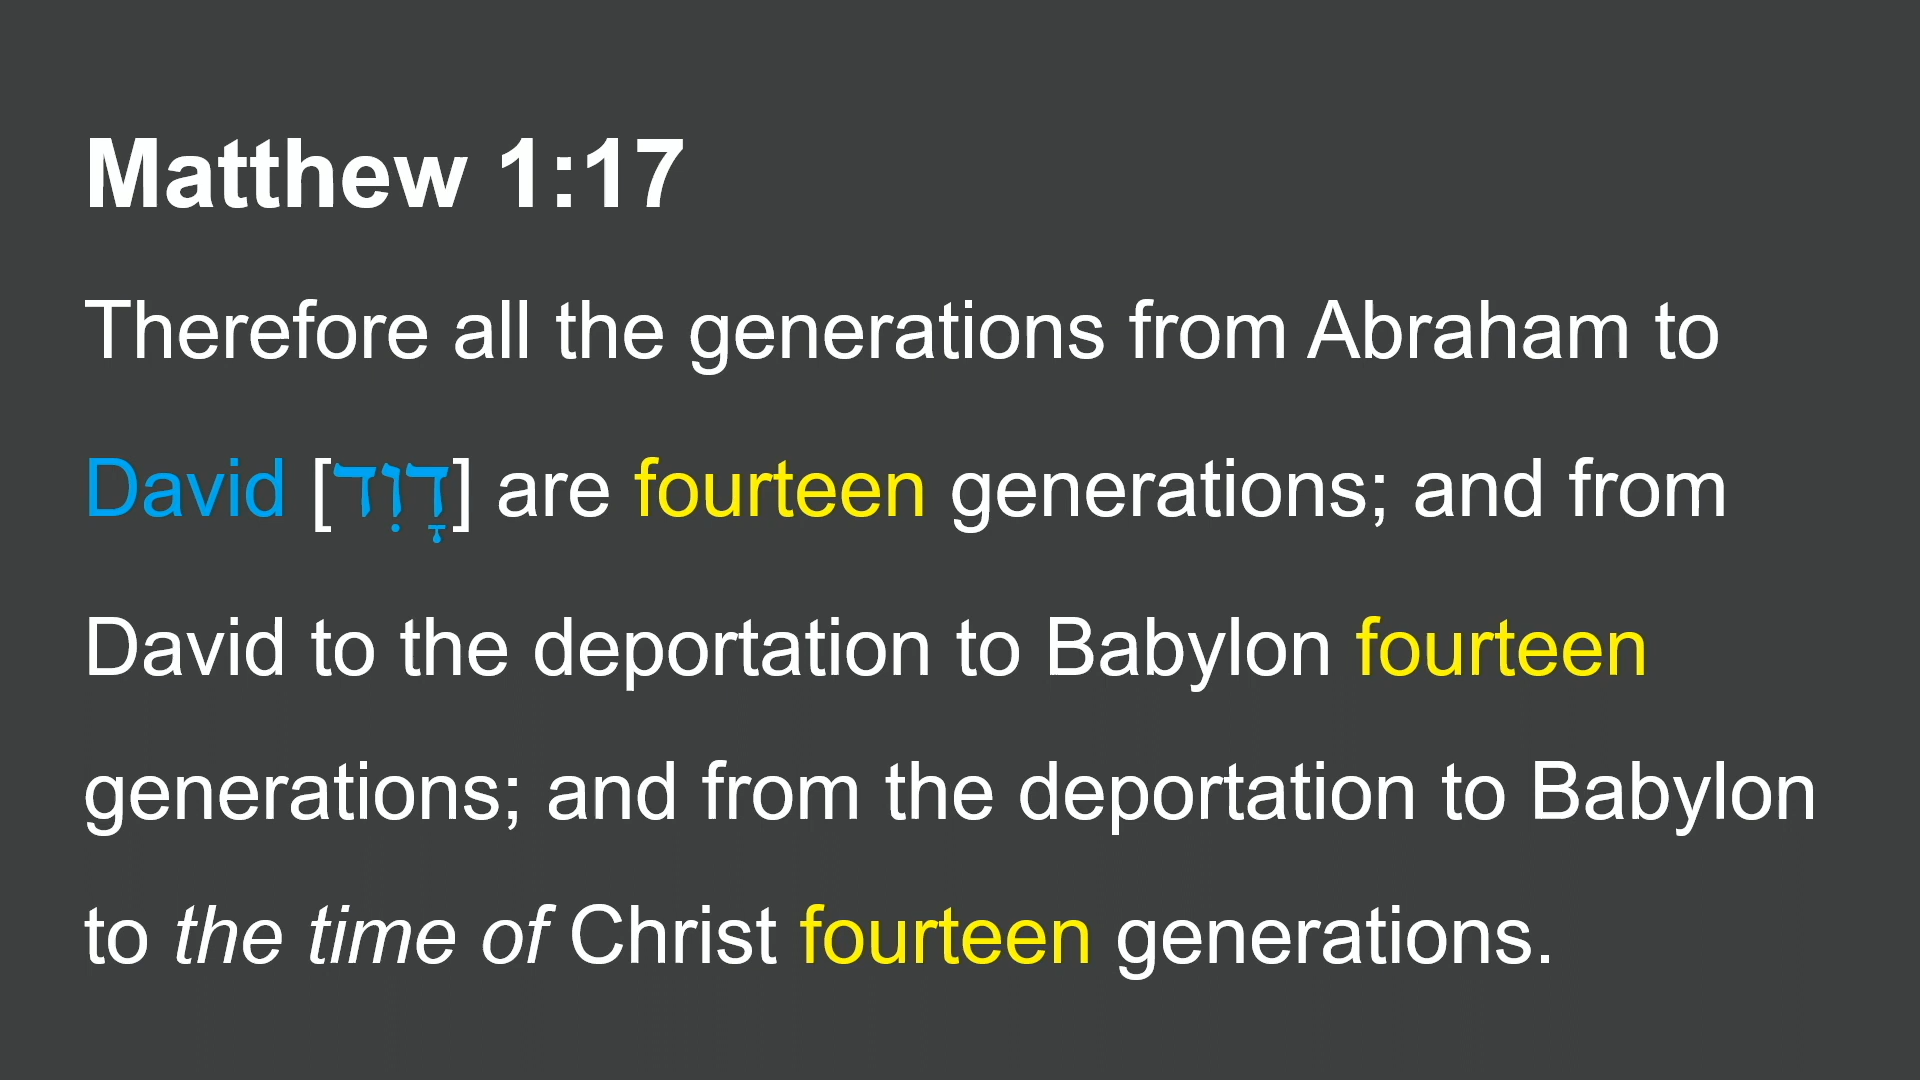 Matthew 1:17
Therefore all the generations from Abraham to
David [דָוִד] are fourteen generations; and from
David to the deportation to Babylon fourteen
generations; and from the deportation to Babylon
to the time of Christ fourteen generations.